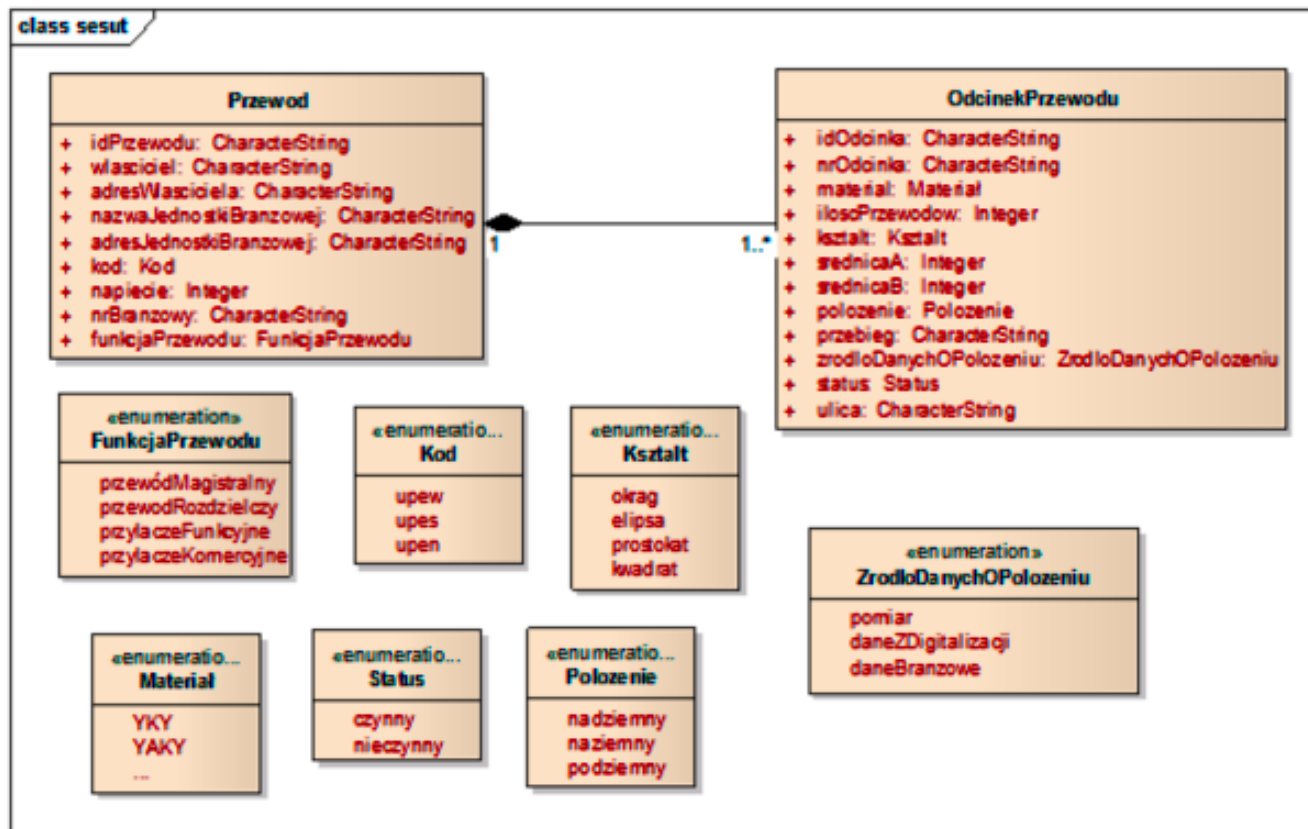 class sesut
Przewod
+ idPrzewodu: CharacterString
+ wlasciciel: CharacterString
+ adresWlasciciela: CharacterString
+ nazwaJednostkiBranzowej: CharacterString
+ adresJednostkiBranzowej: CharacterString
+ kod: Kod
+ napiecie: Integer
+ nrBranzowy: CharacterString
+ funkcjaPrzewodu: FunkcjaPrzewodu
1
1..*
OdcinekPrzewodu
+ idOdcinka: CharacterString
+ nrOdcinka: CharacterString
+ material: Materiał
+ iloscPrzewodow: Integer
+ ksztalt: Ksztalt
+ srednicaA: Integer
+ srednicaB: Integer
+ polozenie: Polozenie
+ przebieg: CharacterString
+ zrodloDanychOPolozeniu: ZrodloDanychOPolozeniu
+ status: Status
+ ulica: CharacterString
«enumeration»
FunkcjaPrzewodu
przewódMagistralny
przewodRozdzielczy
przylaczeFunkcyjne
przylaczeKomercyjne
«enumeratio...
Kod
upew
upes
upen
«enumeratio...
Ksztalt
okrag
elipsa
prostokat
kwadrat
«enumeration»
ZrodloDanychOPolozeniu
pomiar
daneZDigitalizacji
daneBranzowe
«enumeratio...
Materiał
YKY
YAKY
...
«enumeratio...
Status
czynny
nieczynny
«enumeratio...
Polozenie
nadziemny
naziemny
podziemny